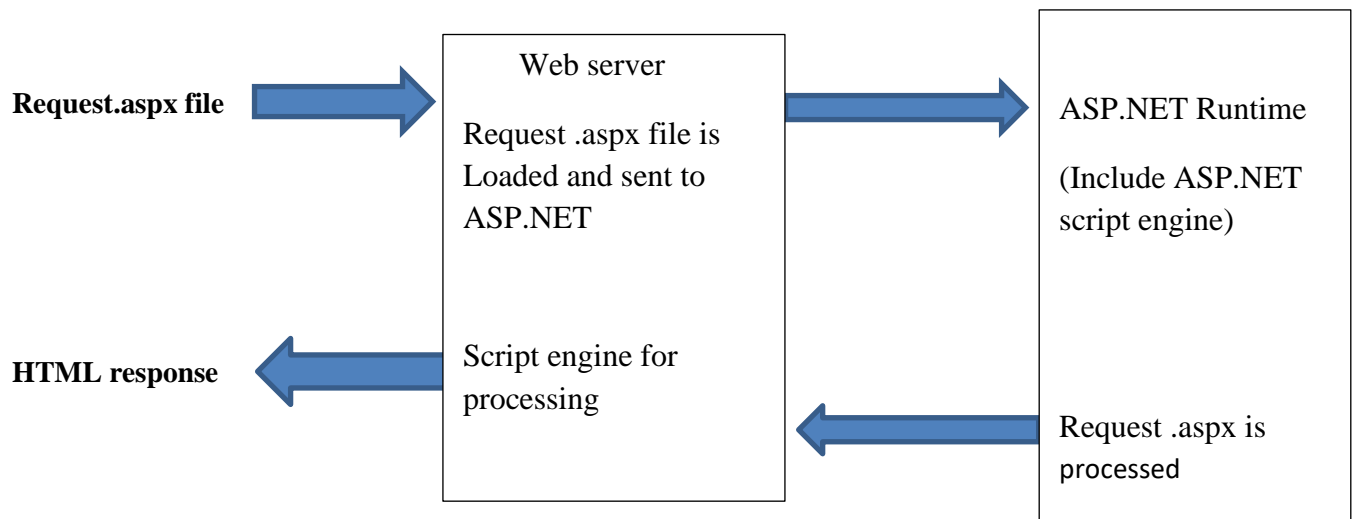 Request.aspx file
HTML response
Web server
Request .aspx file is
Loaded and sent to
ASP.NET
Script engine for
processing
ASP.NET Runtime
(Include ASP.NET
script engine)
Request .aspx is
processed